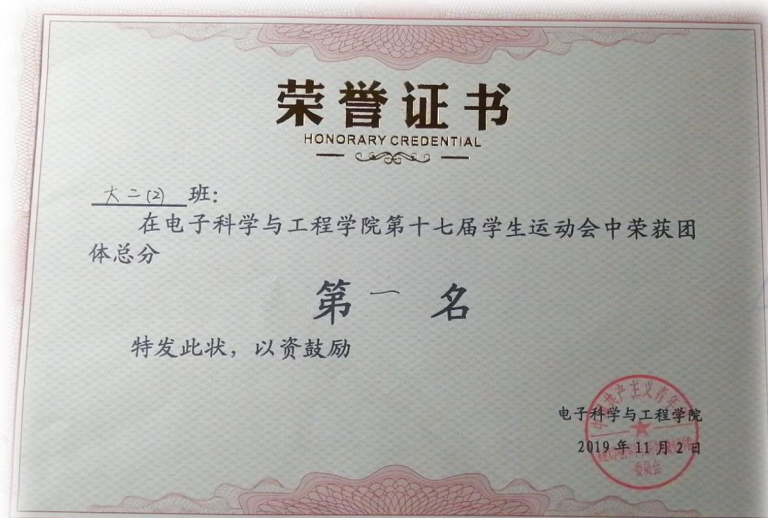 荣誉证书
HONORARY CREDENTIAL
大二(2) 班：
在电子科学与工程学院第十七届学生运动会中荣获团
体总分
第一名
特发此状，以资鼓励
电子科学与工程学院
2019年11月2日
委员会